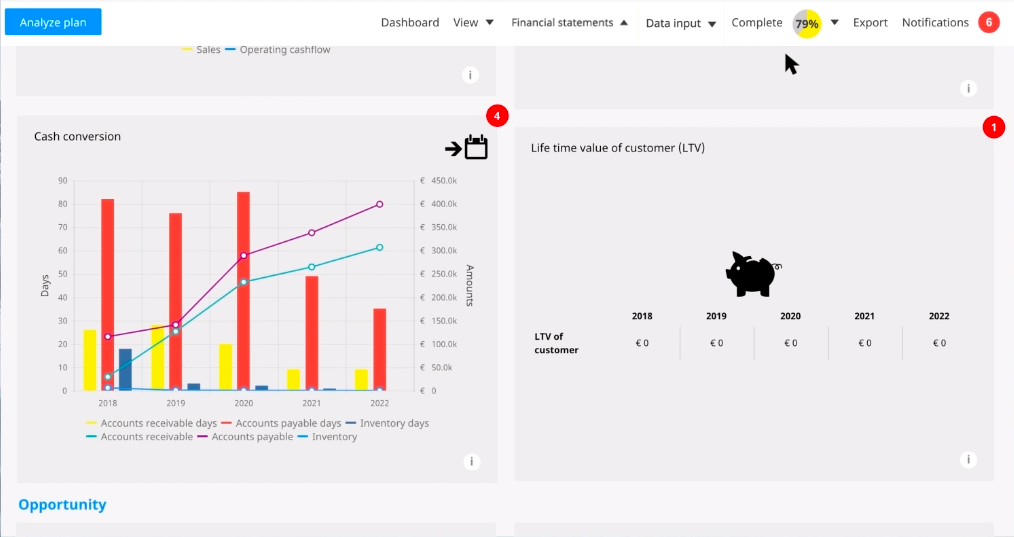 Analyze plan
Dashboard View Financial statements Data input Complete 79% Export Notifications 6
Sales Operating cashflow
i
i
4
Cash conversion
1
Life time value of customer (LTV)
90 € 450.0k
80 € 400.0k
70 € 350.0k
60 € 300.0k
50 € 250.0k
40 € 200.0k
30 € 150.0k
20 € 100.0k
10 € 50.0k
0 € 0
Days
Amounts
2018 2019 2020 2021 2022
Accounts receivable days Accounts payable days Inventory days
Accounts receivable Accounts payable Inventory
i
2018 2019 2020 2021 2022
LTV of
customer
€ 0 € 0 € 0 € 0 € 0
i
Opportunity